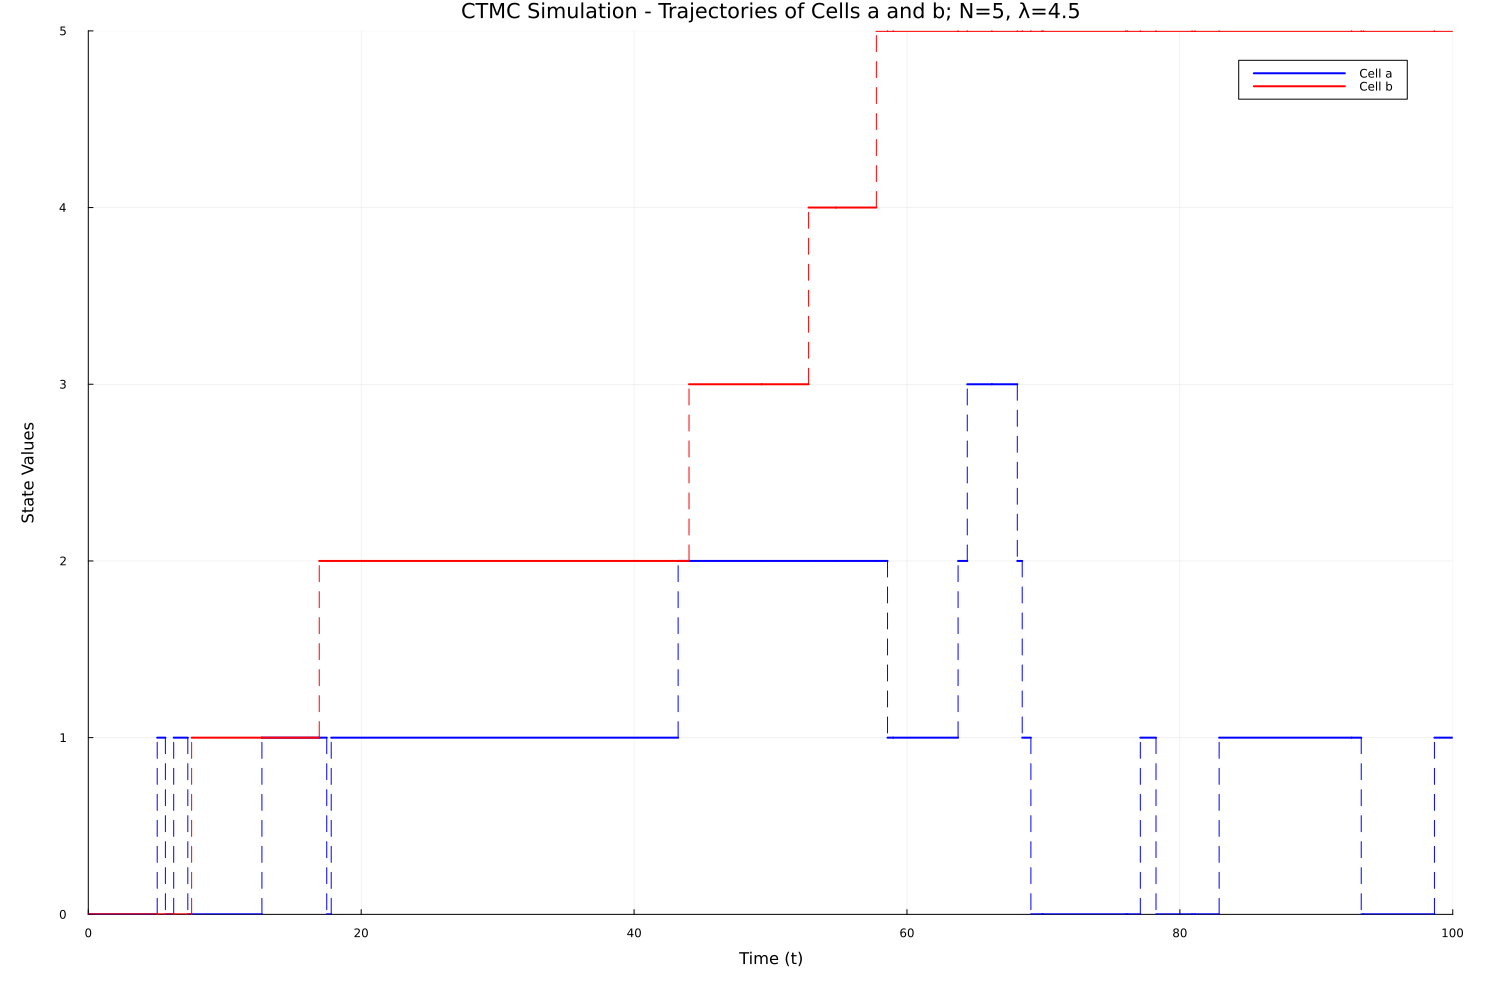 CTMC Simulation - Trajectories of Cells a and b; N=5, λ=4.5
5
Cell a
Cell b
4
3
State Values
2
1
0
0 20 40 60 80 100
Time (t)